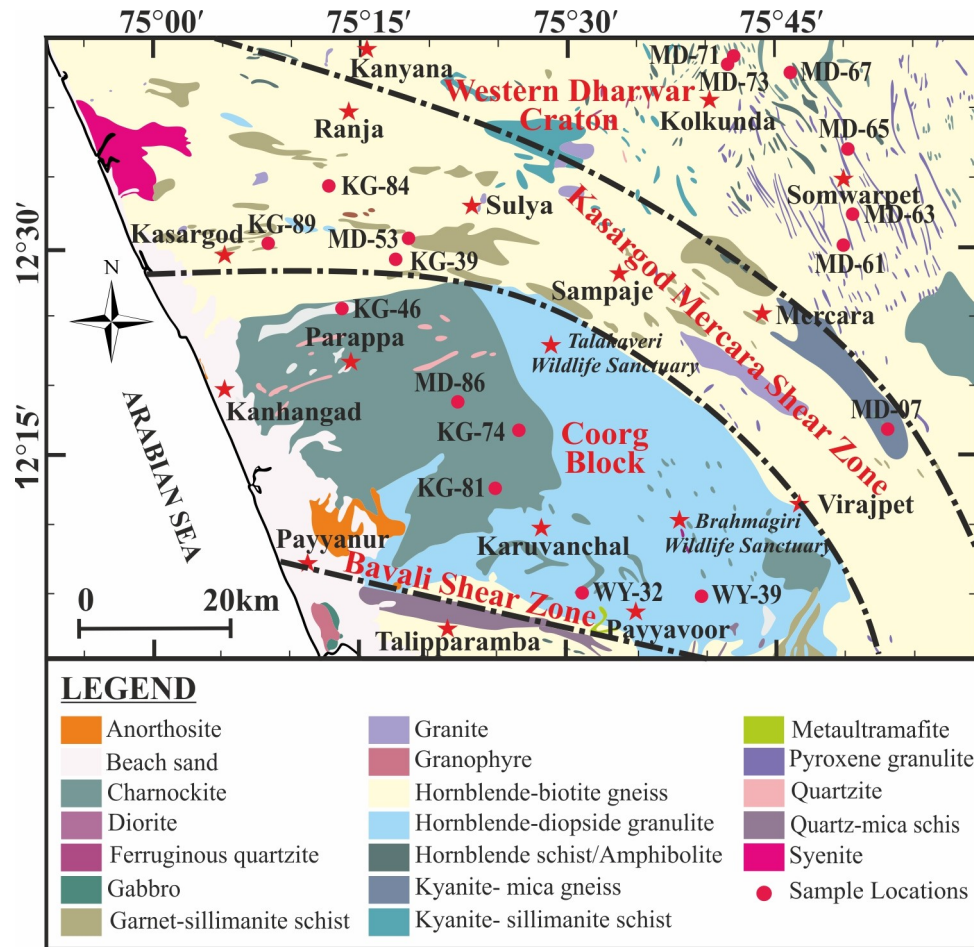 75°00'
75°15'
75°30'
75°45'
Kanyana
MD-71
MD-73
MD-67
Western Dharwar
Craton
Kolkunda
Ranja
MD-65
KG-84
Somwarpet
Sulya
MD-63
KG-89
Kasargod
MD-53
12°30'
KG-39
MD-61
Kasargod Mercara Shear Zone
Sampaje
N
KG-46
Mercara
Parappa
Talakaveri
Wildlife Sanctuary
MD-86
Kanhangad
MD-07
KG-74
Coorg
Block
12°15'
ARABIAN SEA
KG-81
Virajpet
Brahmagiri
Wildlife Sanctuary
Karuvanchal
Payyanur
Bavali Shear Zone
WY-32
WY-39
0
20km
Payyavoor
Talipparamba
LEGEND
Anorthosite
Beach sand
Charnockite
Diorite
Ferruginous quartzite
Gabbro
Garnet-sillimanite schist
Granite
Granophyre
Hornblende-biotite gneiss
Hornblende-diopside granulite
Hornblende schist/Amphibolite
Kyanite- mica gneiss
Kyanite- sillimanite schist
Metaultramafite
Pyroxene granulite
Quartzite
Quartz-mica schis
Syenite
Sample Locations